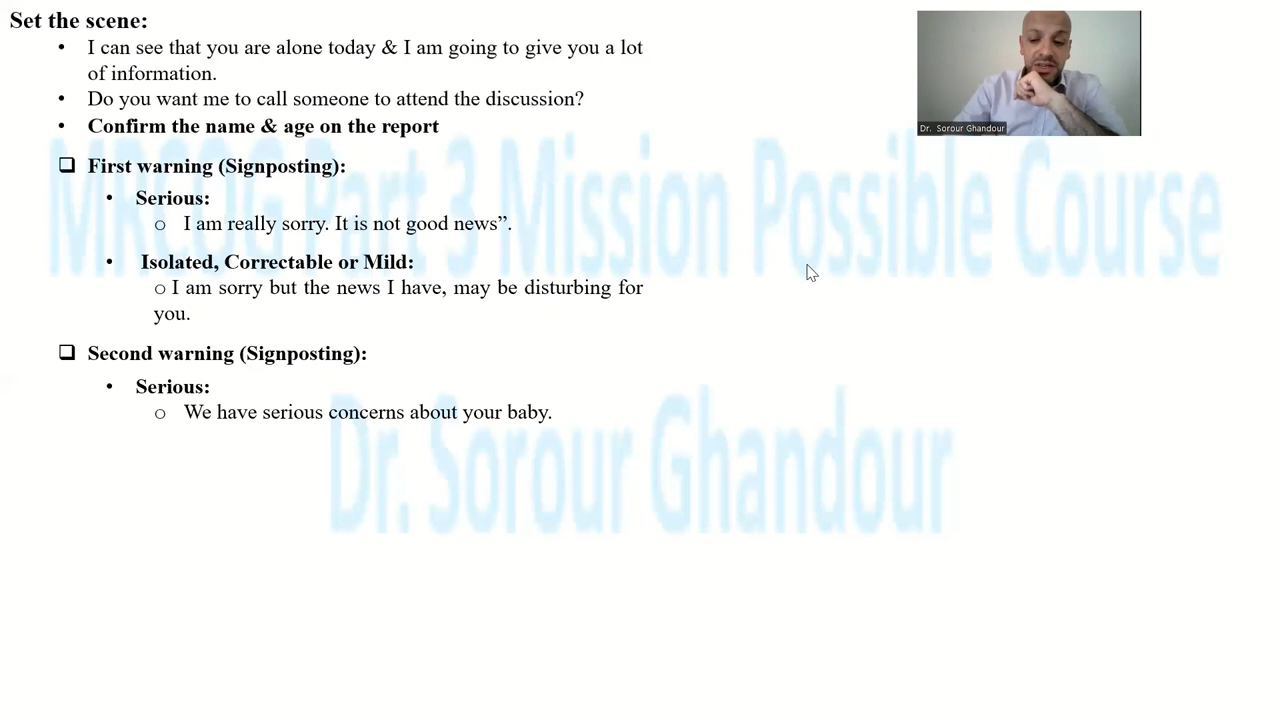 Set the scene:
• I can see that you are alone today & I am going to give you a lot
of information.
• Do you want me to call someone to attend the discussion?
• Confirm the name & age on the report
❑ First warning (Signposting):
• Serious:
o I am really sorry. It is not good news”.
• Isolated, Correctable or Mild:
o I am sorry but the news I have, may be disturbing for
you.
❑ Second warning (Signposting):
• Serious:
o We have serious concerns about your baby.
Dr. Sorour Ghandour
MRCOG Part 3 Mission Possible Course
Dr. Sorour Ghandour